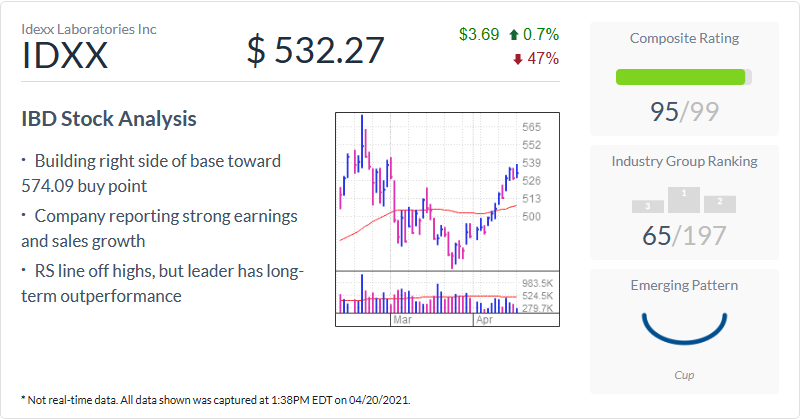 Idexx Laboratories Inc
IDXX
$ 532.27
$3.69 0.7%
47%
IBD Stock Analysis
· Building right side of base toward
574.09 buy point
· Company reporting strong earnings
and sales growth
· RS line off highs, but leader has long-
term outperformance
565
552
539
526
513
500
983.5K
524.5K
279.7K
Mar
Apr
Composite Rating
95/99
Industry Group Ranking
3
1
2
65/197
Emerging Pattern
Cup
* Not real-time data. All data shown was captured at 1:38PM EDT on 04/20/2021.